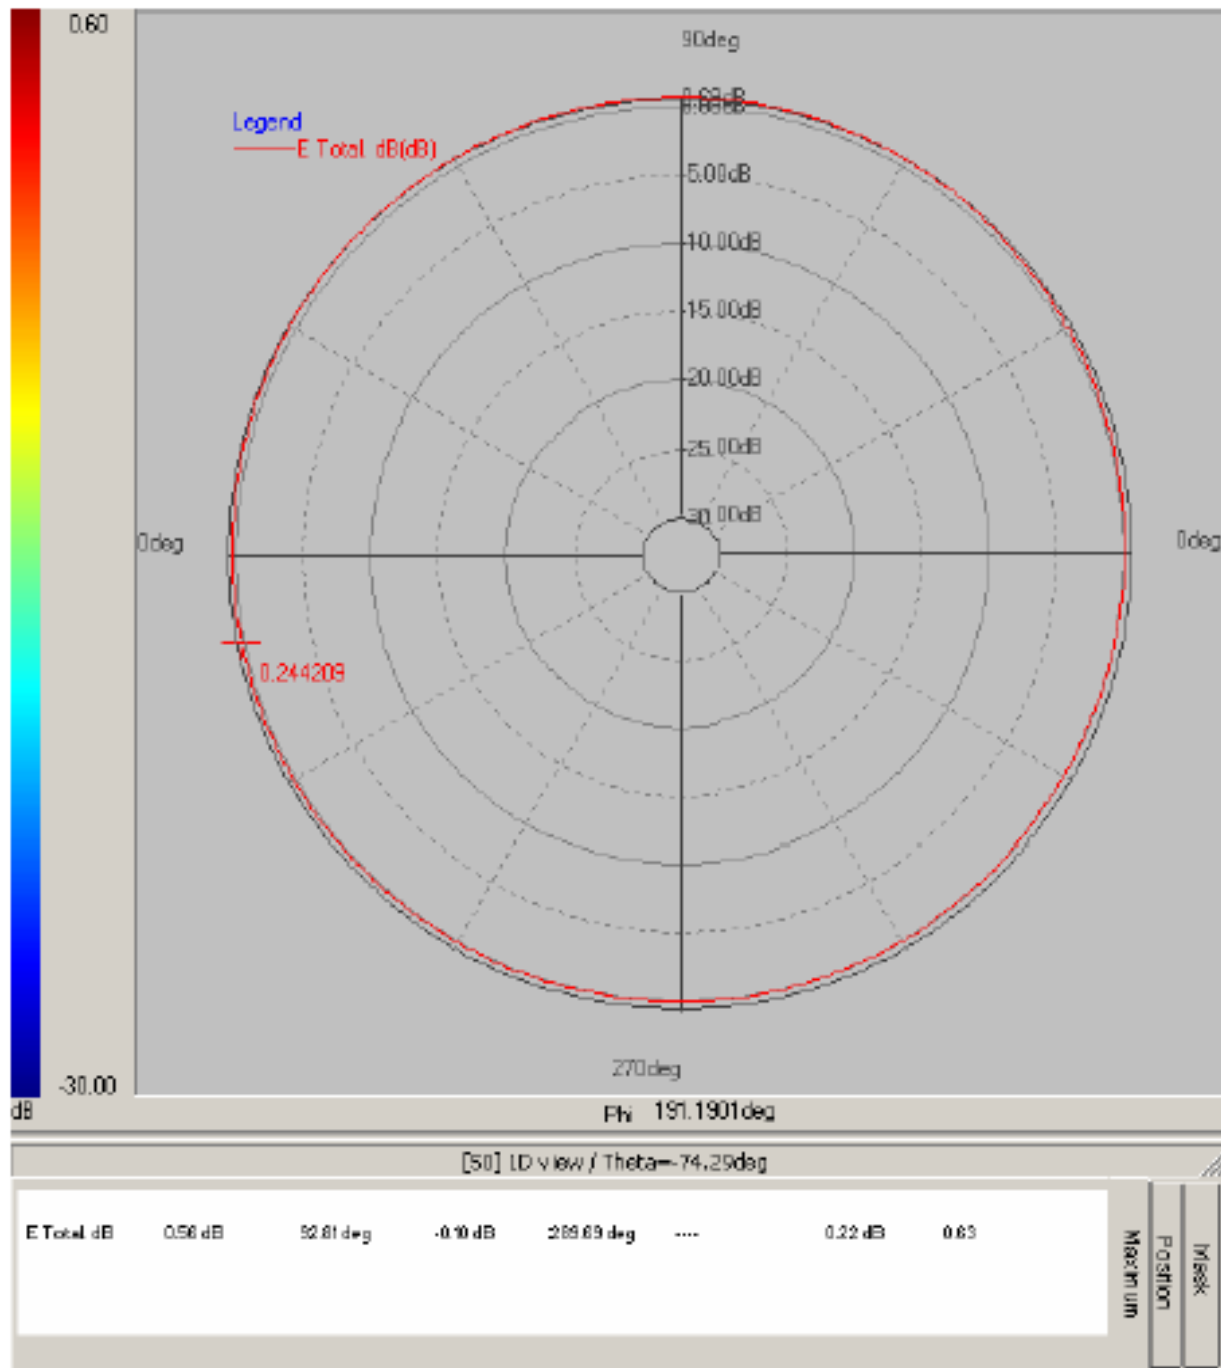 0.60
90deg
Legend
E Total dB(dB)
5.00dB
10.00dB
15.00dB
20.00dB
25.00dB
30.00dB
0deg
0deg
0.244209
270deg
-30.00
dB
Phi 191.1901deg
[50] 1D view / Theta=-74.29deg
E Total dB 0.56 dB 92.81 deg -0.10 dB 289.69 deg ---- 0.22 dB 0.63
Maximum
Position
Mask